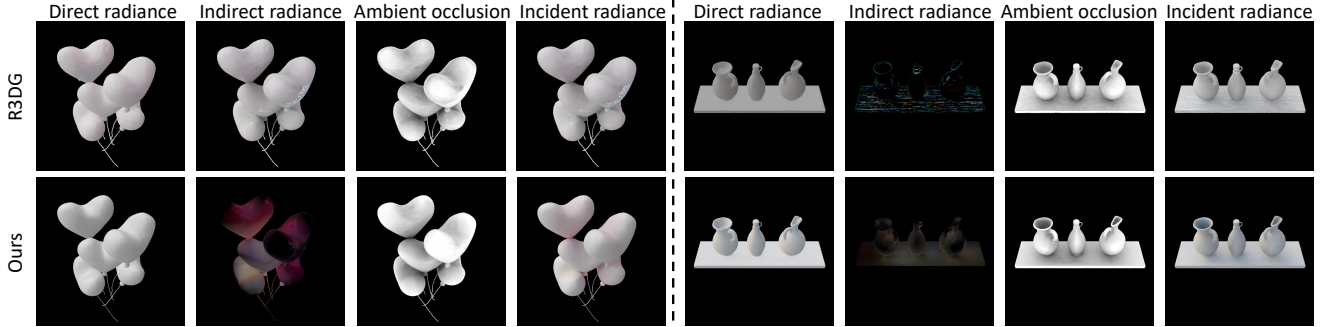 Direct radiance Indirect radiance Ambient occlusion Incident radiance Direct radiance Indirect radiance Ambient occlusion Incident radiance
R3DG
Ours